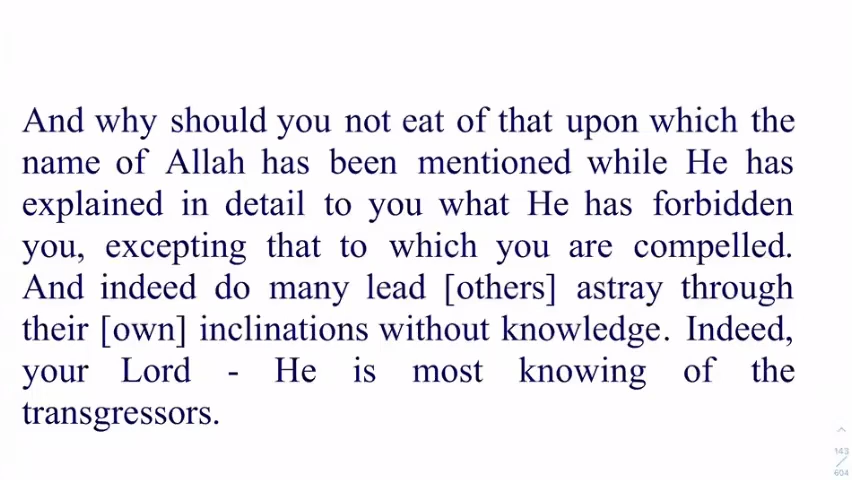 And why should you not eat of that upon which the
name of Allah has been mentioned while He has
explained in detail to you what He has forbidden
you, excepting that to which you are compelled.
And indeed do many lead [others] astray through
their [own] inclinations without knowledge. Indeed,
your Lord - He is most knowing of the
transgressors.
143
604